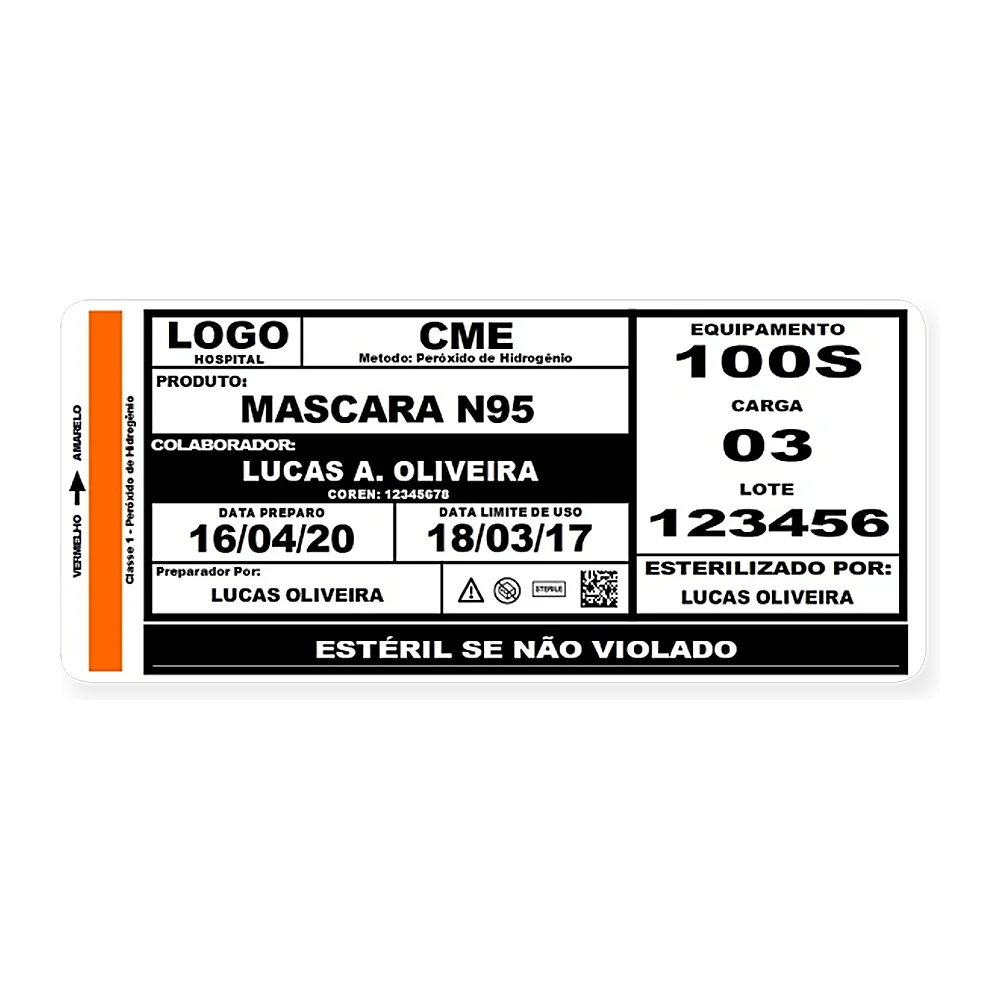 VERMELHO → AMARELO
Classe 1 - Peróxido de Hidrogênio
LOGO
HOSPITAL
CME
Metodo: Peróxido de Hidrogênio
PRODUTO:
MASCARA N95
COLABORADOR:
LUCAS A. OLIVEIRA
COREN: 12345678
DATA PREPARO
16/04/20
DATA LIMITE DE USO
18/03/17
Preparador Por:
LUCAS OLIVEIRA
STERILE
EQUIPAMENTO
100S
CARGA
03
LOTE
123456
ESTERILIZADO POR:
LUCAS OLIVEIRA
ESTÉRIL SE NÃO VIOLADO